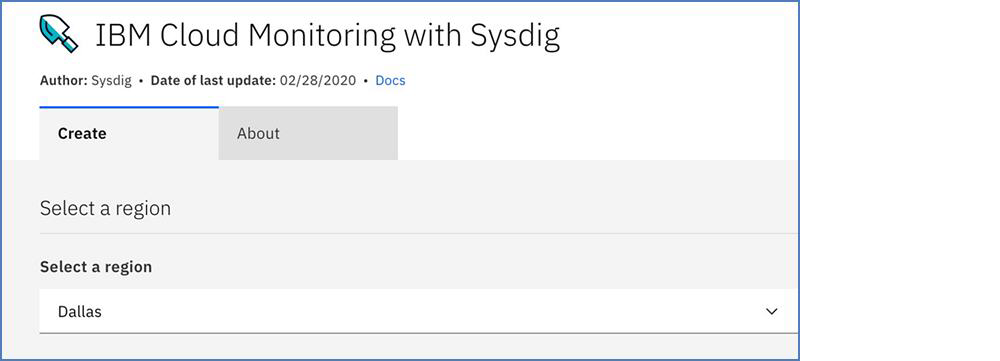 IBM Cloud Monitoring with Sysdig
Author: Sysdig • Date of last update: 02/28/2020 • Docs
Create About
Select a region
Select a region
Dallas